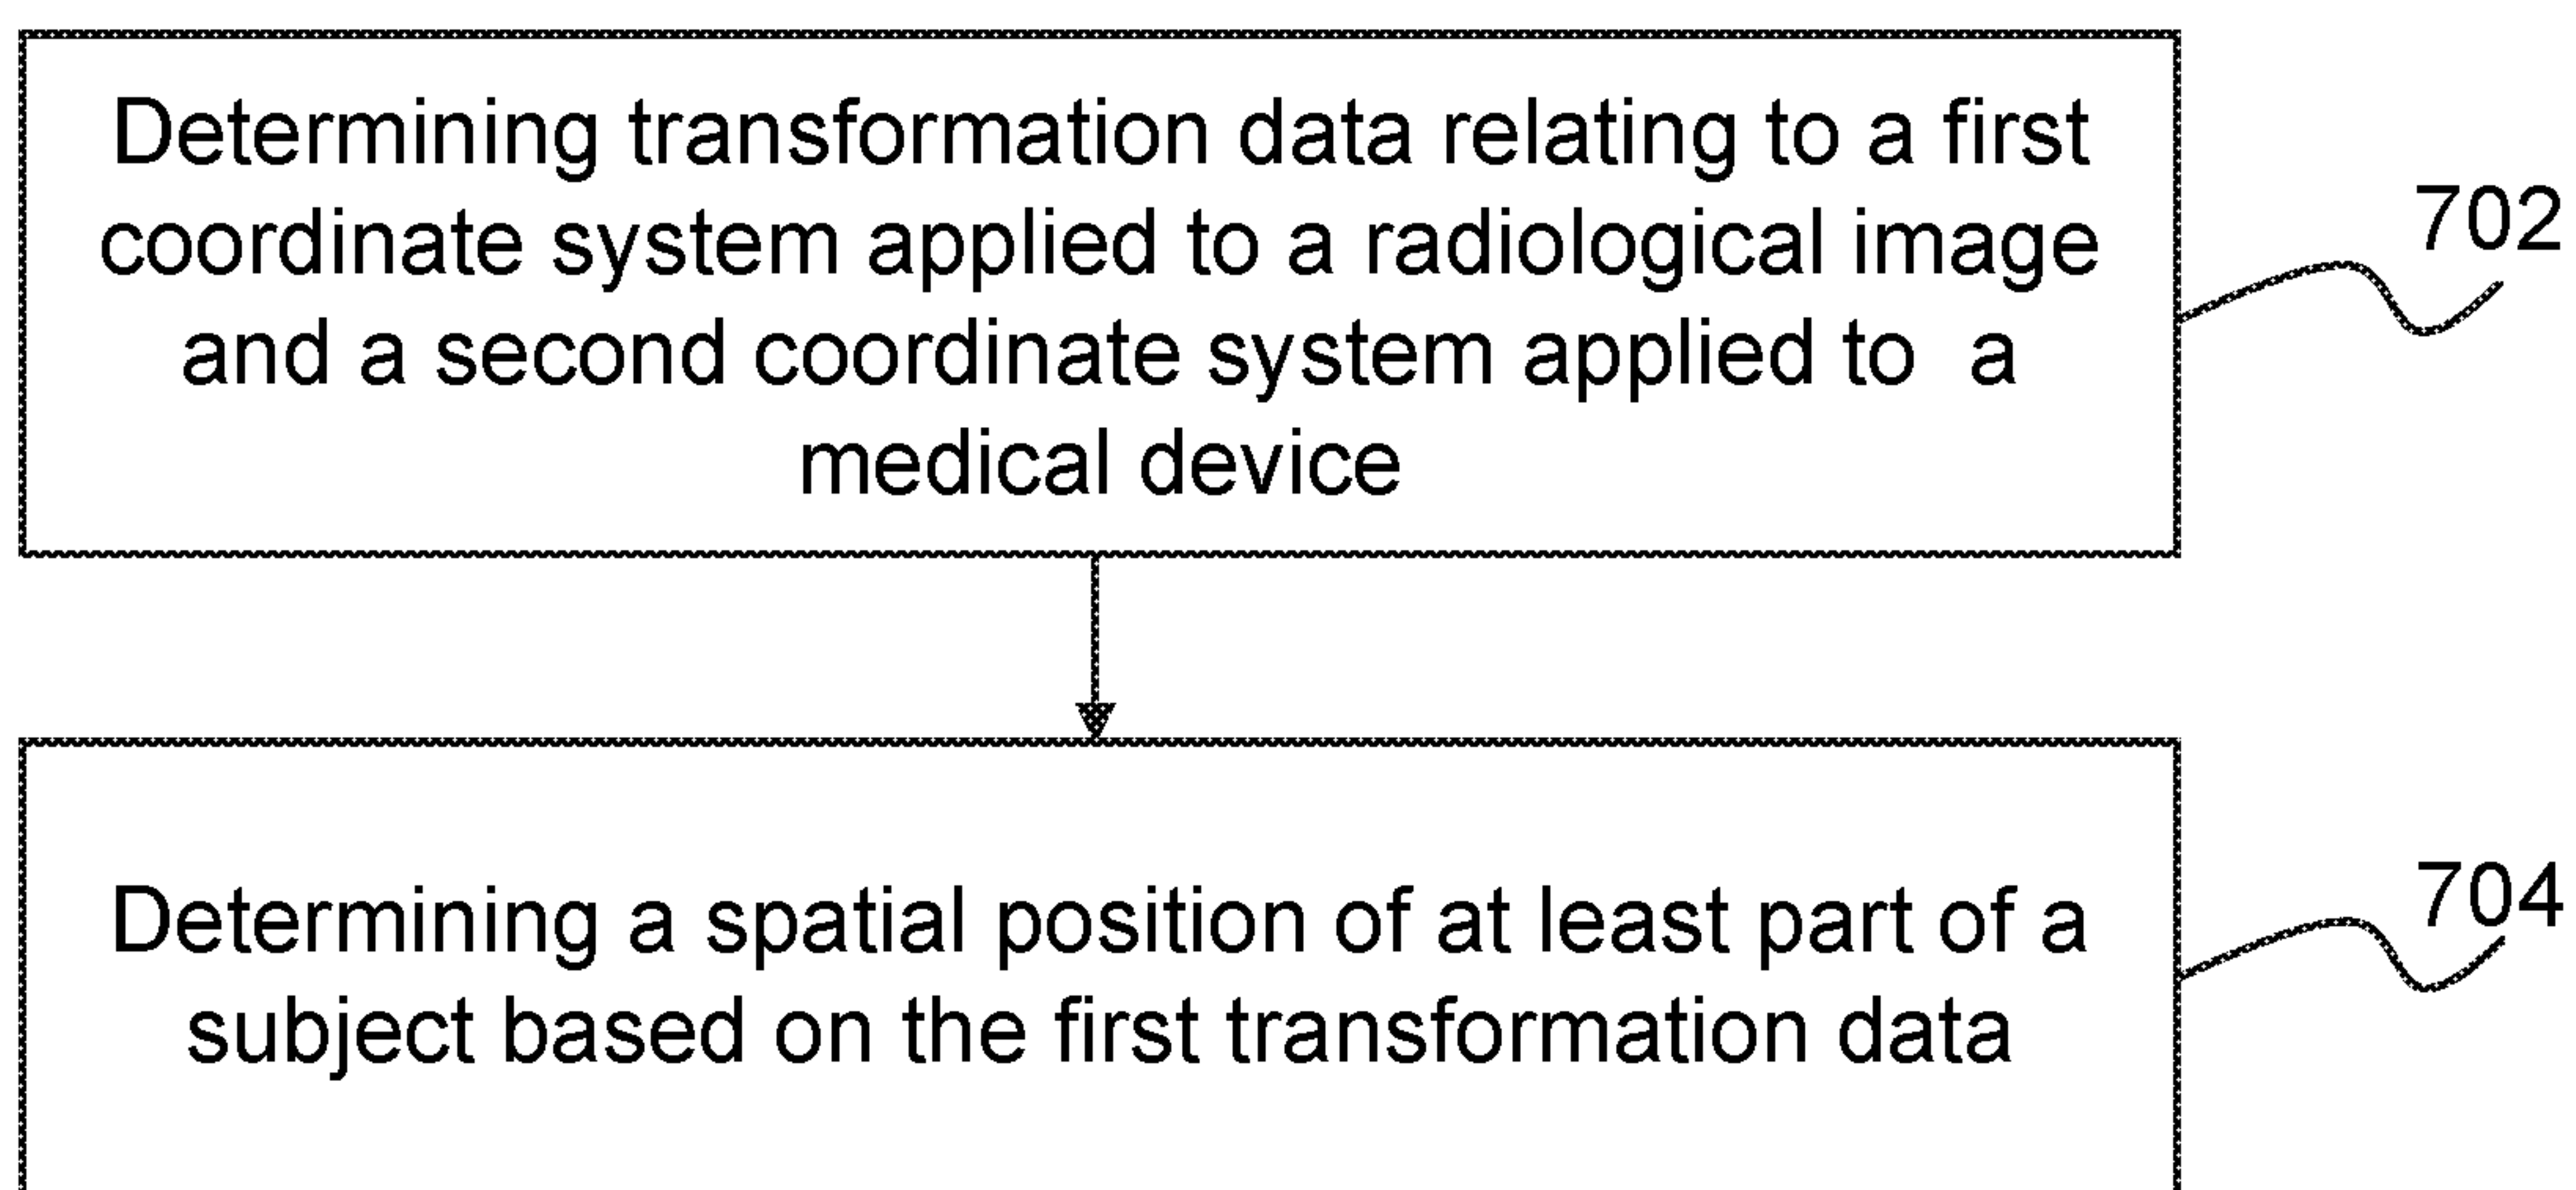 Determining transformation data relating to a first
coordinate system applied to a radiological image
and a second coordinate system applied to a
medical device
702
Determining a spatial position of at least part of a
subject based on the first transformation data
704